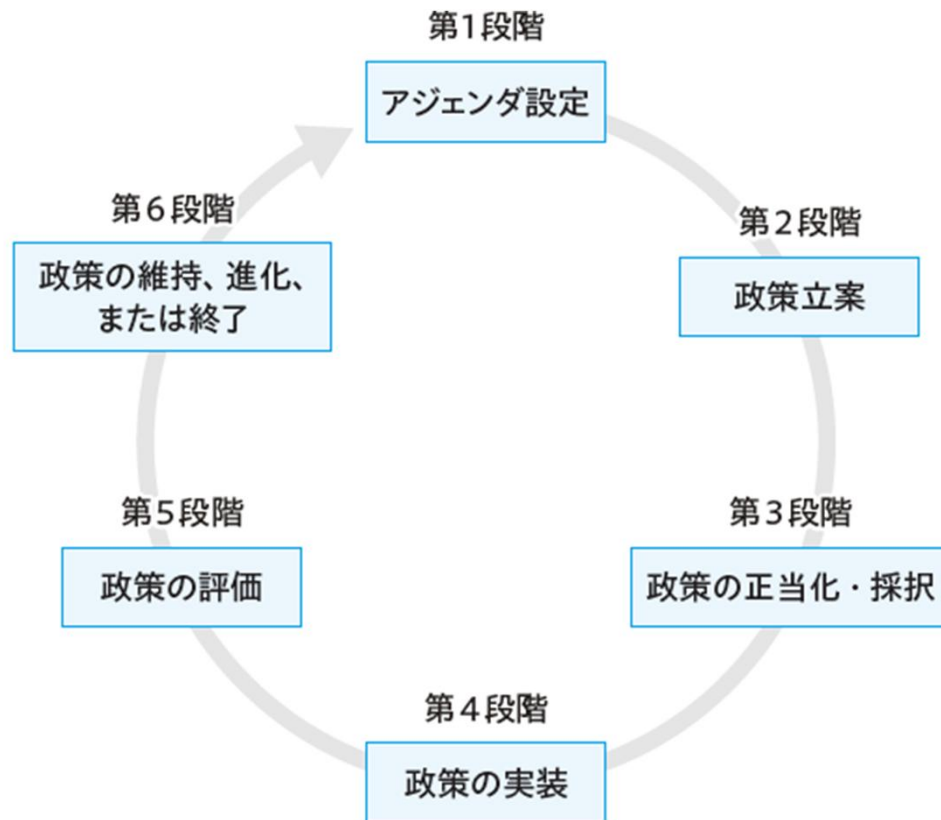 第1段階
アジェンダ設定
第2段階
政策立案
第3段階
政策の正当化・採択
第4段階
政策の実装
第5段階
政策の評価
第6段階
政策の維持、進化、
または終了